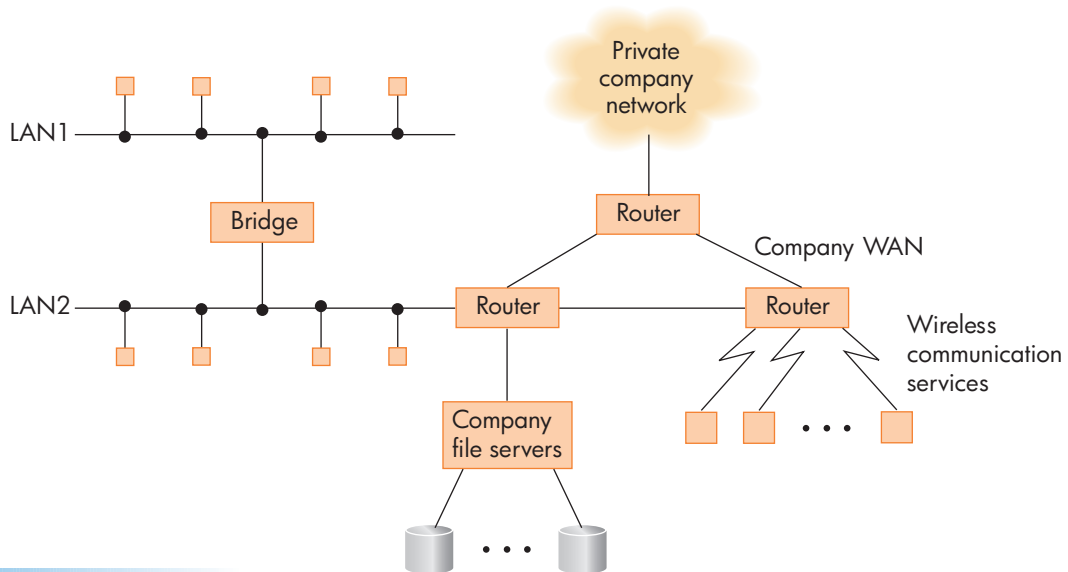 Private
company
network
LAN1
Bridge
Router
Company WAN
LAN2
Router
Router
Wireless
communication
services
Company
file servers